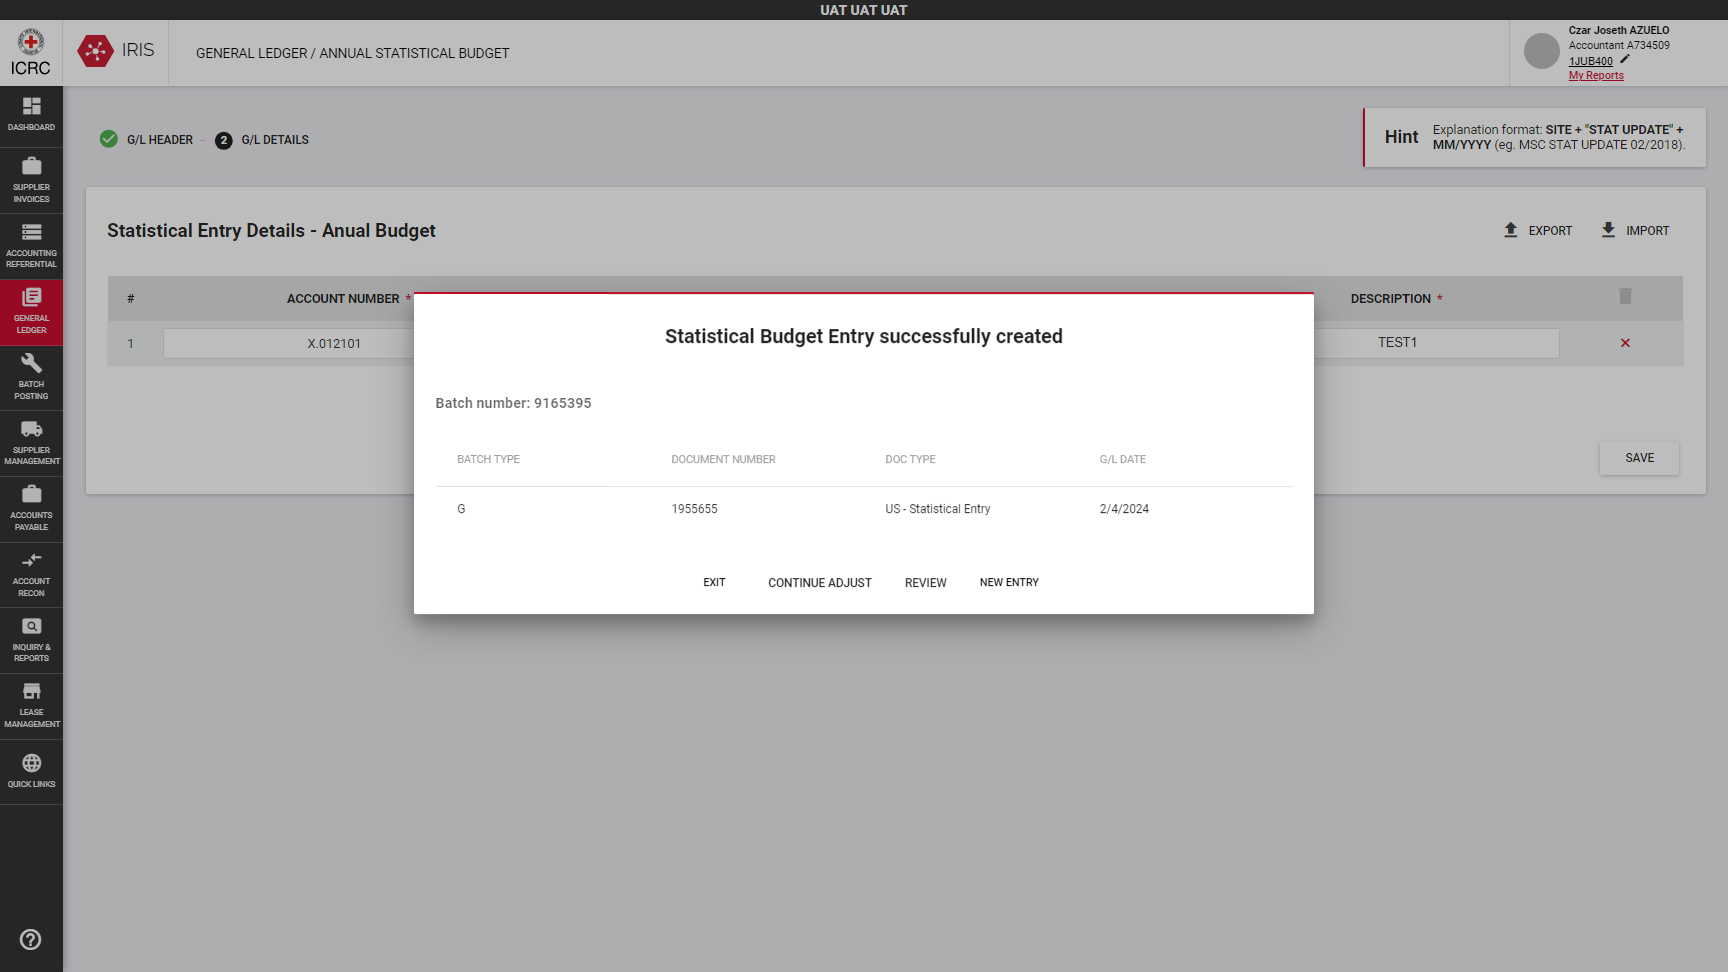 UAT UAT UAT
ICRC
IRIS
GENERAL LEDGER / ANNUAL STATISTICAL BUDGET
Czar Joseth AZUELO
Accountant A734509
1JUB400
My Reports
DASHBOARD
SUPPLIER
INVOICES
ACCOUNTING
REFERENTIAL
GENERAL
LEDGER
BATCH
POSTING
SUPPLIER
MANAGEMENT
ACCOUNTS
PAYABLE
ACCOUNT
RECON
INQUIRY &
REPORTS
LEASE
MANAGEMENT
QUICK LINKS
G/L HEADER
2 G/L DETAILS
Hint
Explanation format: SITE + "STAT UPDATE" +
MM/YYYY (eg. MSC STAT UPDATE 02/2018).
Statistical Entry Details - Anual Budget
EXPORT
IMPORT
# ACCOUNT NUMBER * DESCRIPTION *
1 X.012101 TEST1
SAVE
Statistical Budget Entry successfully created
Batch number: 9165395
BATCH TYPE DOCUMENT NUMBER DOC TYPE G/L DATE
G 1955655 US - Statistical Entry 2/4/2024
EXIT CONTINUE ADJUST REVIEW NEW ENTRY